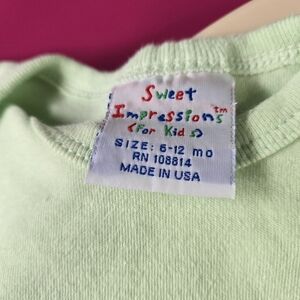 Sweet
Impressions™
<For Kids>
SIZE: 6-12 mo
RN 108814
MADE IN USA